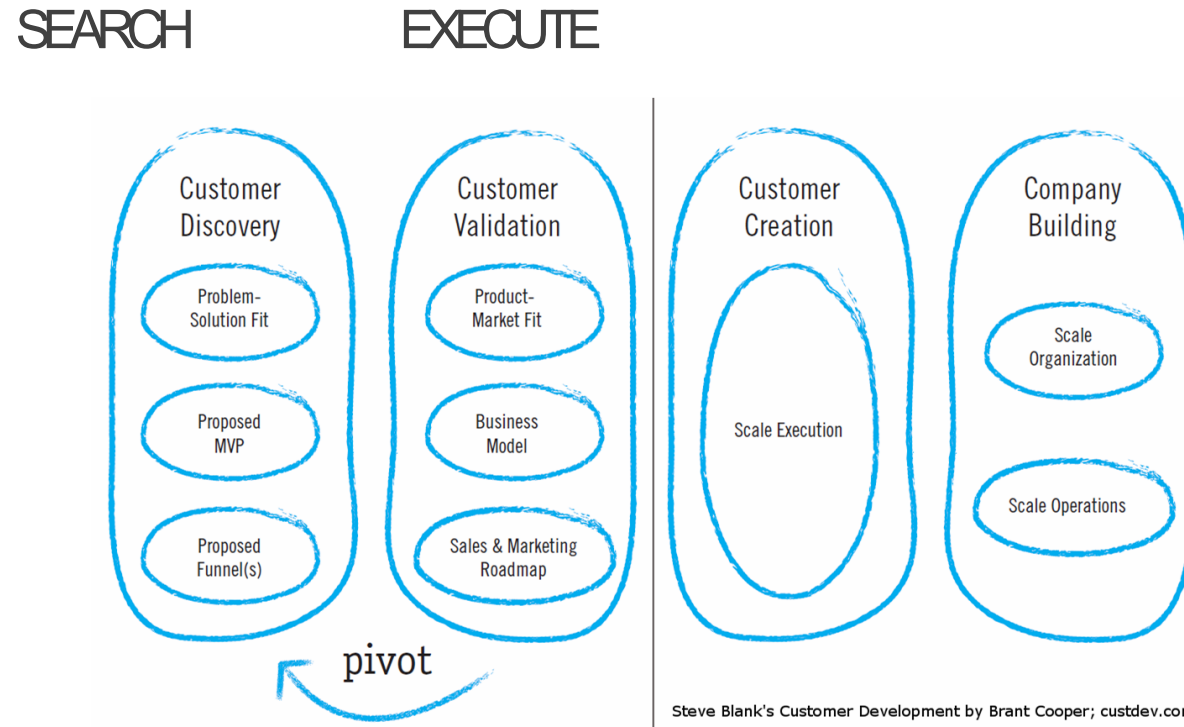 SEARCH
EXECUTE
Customer
Discovery
Problem-
Solution Fit
Proposed
MVP
Proposed
Funnel(s)
Customer
Validation
Product-
Market Fit
Business
Model
Sales & Marketing
Roadmap
pivot
Customer
Creation
Scale Execution
Company
Building
Scale
Organization
Scale Operations
Steve Blank's Customer Development by Brant Cooper; custdev.co